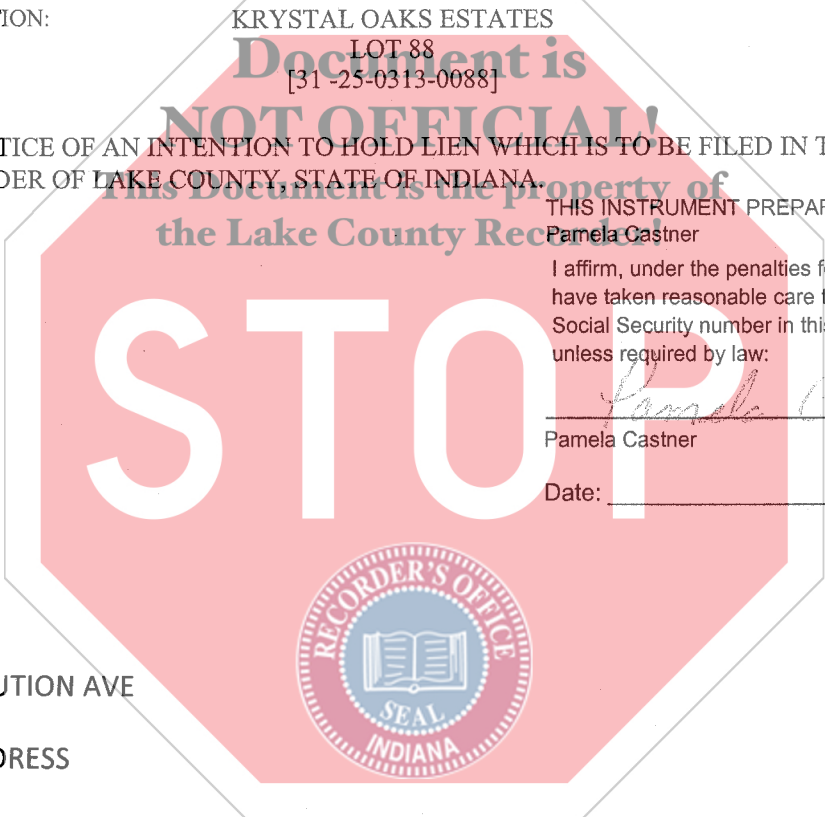 TION: KRYSTAL OAKS ESTATES
LOT 88
Document is
[31 -25-0313-0088]
NOT OFFICIAL!
TICE OF AN INTENTION TO HOLD LIEN WHICH IS TO BE FILED IN T
DER OF LAKE COUNTY, STATE OF INDIANA.
This Document is the property of
the Lake County Recorder!
THIS INSTRUMENT PREPAR
Pamela Castner
I affirm, under the penalties f
have taken reasonable care t
Social Security number in this
unless required by law:
STOP
Pamela C
Pamela Castner
Date:
RECORDER'S OFFICE
SEAL
INDIANA
UTION AVE
DRESS